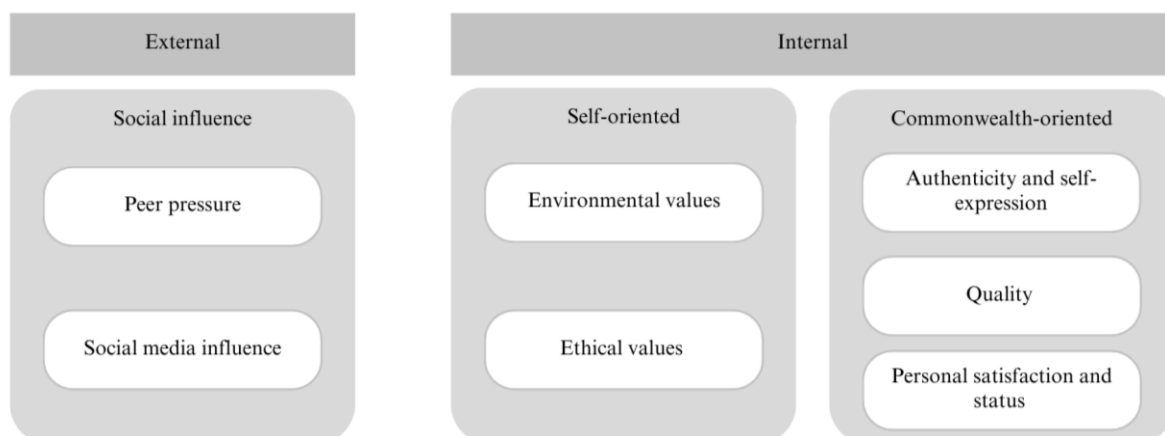 External
Social influence
Peer pressure
Social media influence
Internal
Self-oriented
Environmental values
Ethical values
Commonwealth-oriented
Authenticity and self-
expression
Quality
Personal satisfaction and
status